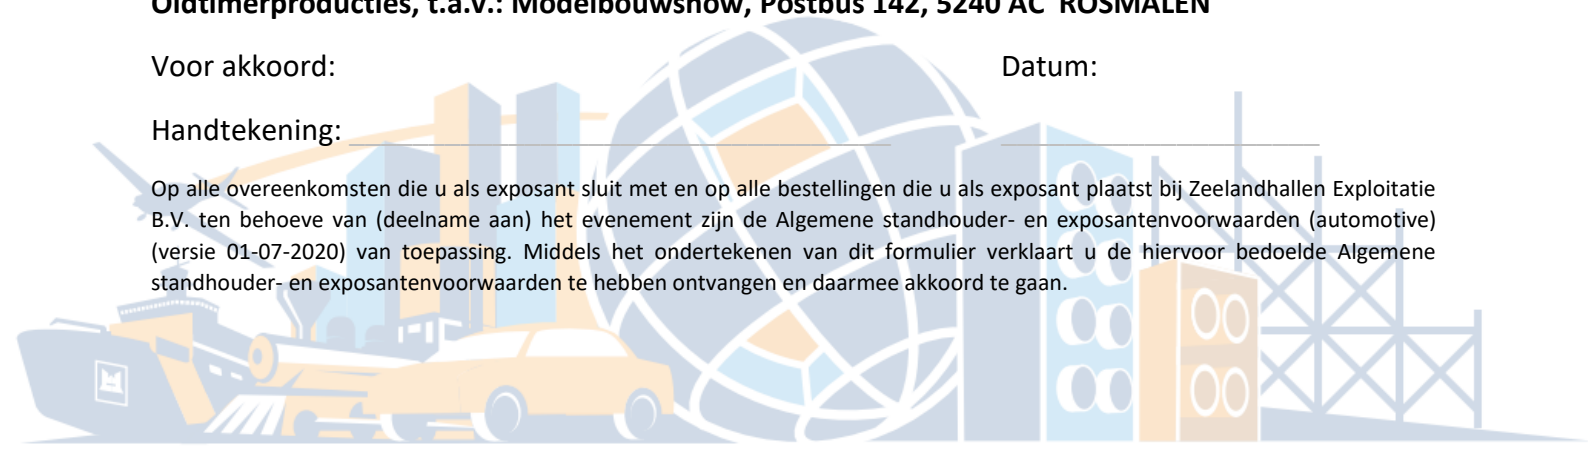 Oldtimerproducties, t.a.v.: Modelbouwshow, Postbus 142, 5240 AC ROSMALEN
Voor akkoord: Datum:
Handtekening:
Op alle overeenkomsten die u als exposant sluit met en op alle bestellingen die u als exposant plaatst bij Zeelandhallen Exploitatie
B.V. ten behoeve van (deelname aan) het evenement zijn de Algemene standhouder- en exposantenvoorwaarden (automotive)
(versie 01-07-2020) van toepassing. Middels het ondertekenen van dit formulier verklaart u de hiervoor bedoelde Algemene
standhouder- en exposantenvoorwaarden te hebben ontvangen en daarmee akkoord te gaan.